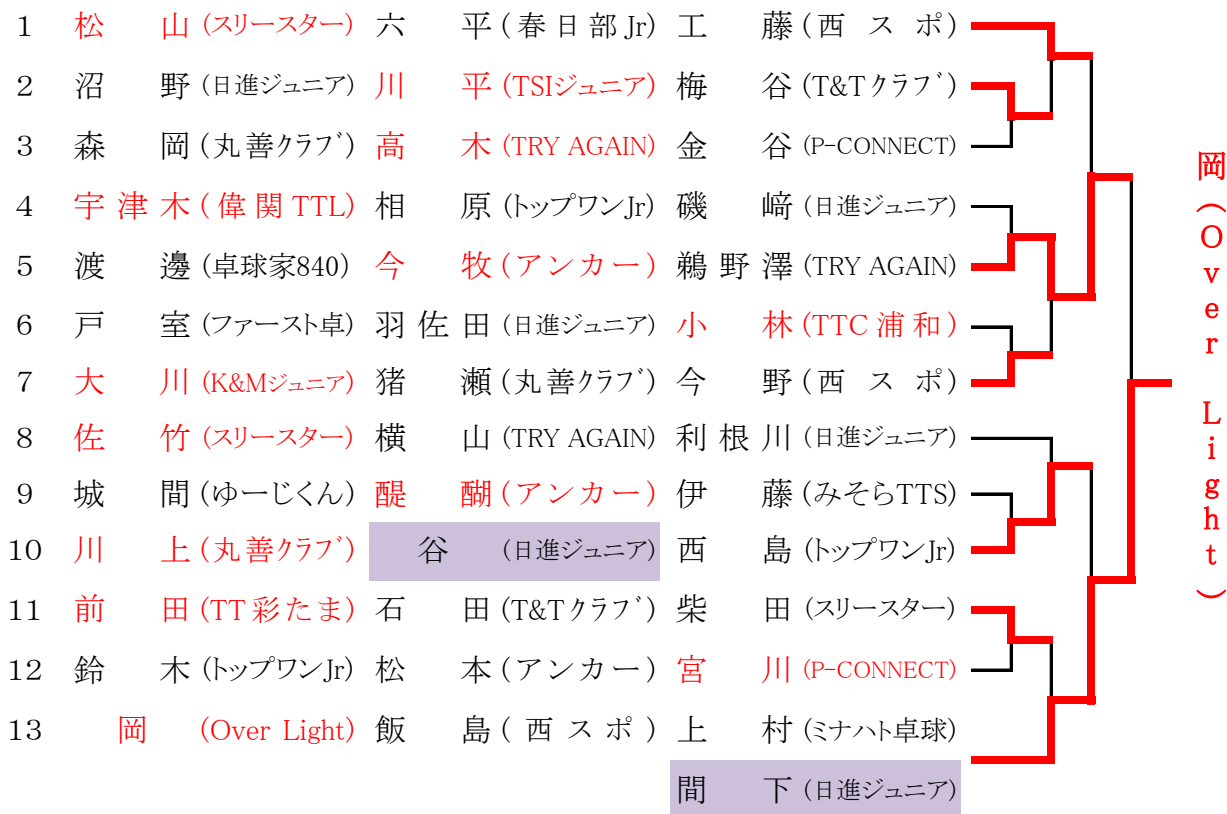 1 松山(スリースター) 六平(春日部Jr) 工藤(西スポ)
2 沼野(日進ジュニア) 川平(TSIジュニア) 梅谷(T&Tクラブ)
3 森岡(丸善クラブ) 高木(TRY AGAIN) 金谷(P-CONNECT)
4 宇津木(偉関TTL) 相原(トップワンJr) 磯﨑(日進ジュニア)
5 渡邊(卓球家840) 今牧(アンカー) 鵜野澤(TRY AGAIN)
6 戸室(ファースト卓) 羽佐田(日進ジュニア) 小林(TTC浦和)
7 大川(K&Mジュニア) 猪瀬(丸善クラブ) 今野(西スポ)
8 佐竹(スリースター) 横山(TRY AGAIN) 利根川(日進ジュニア)
9 城間(ゆーじくん) 醍醐(アンカー) 伊藤(みそらTTS)
10 川上(丸善クラブ) 谷(日進ジュニア) 西島(トップワンJr)
11 前田(TT彩たま) 石田(T&Tクラブ) 柴田(スリースター)
12 鈴木(トップワンJr) 松本(アンカー) 宮川(P-CONNECT)
13 岡(Over Light) 飯島(西スポ) 上村(ミナハト卓球)
間下(日進ジュニア)
岡(Over Light)